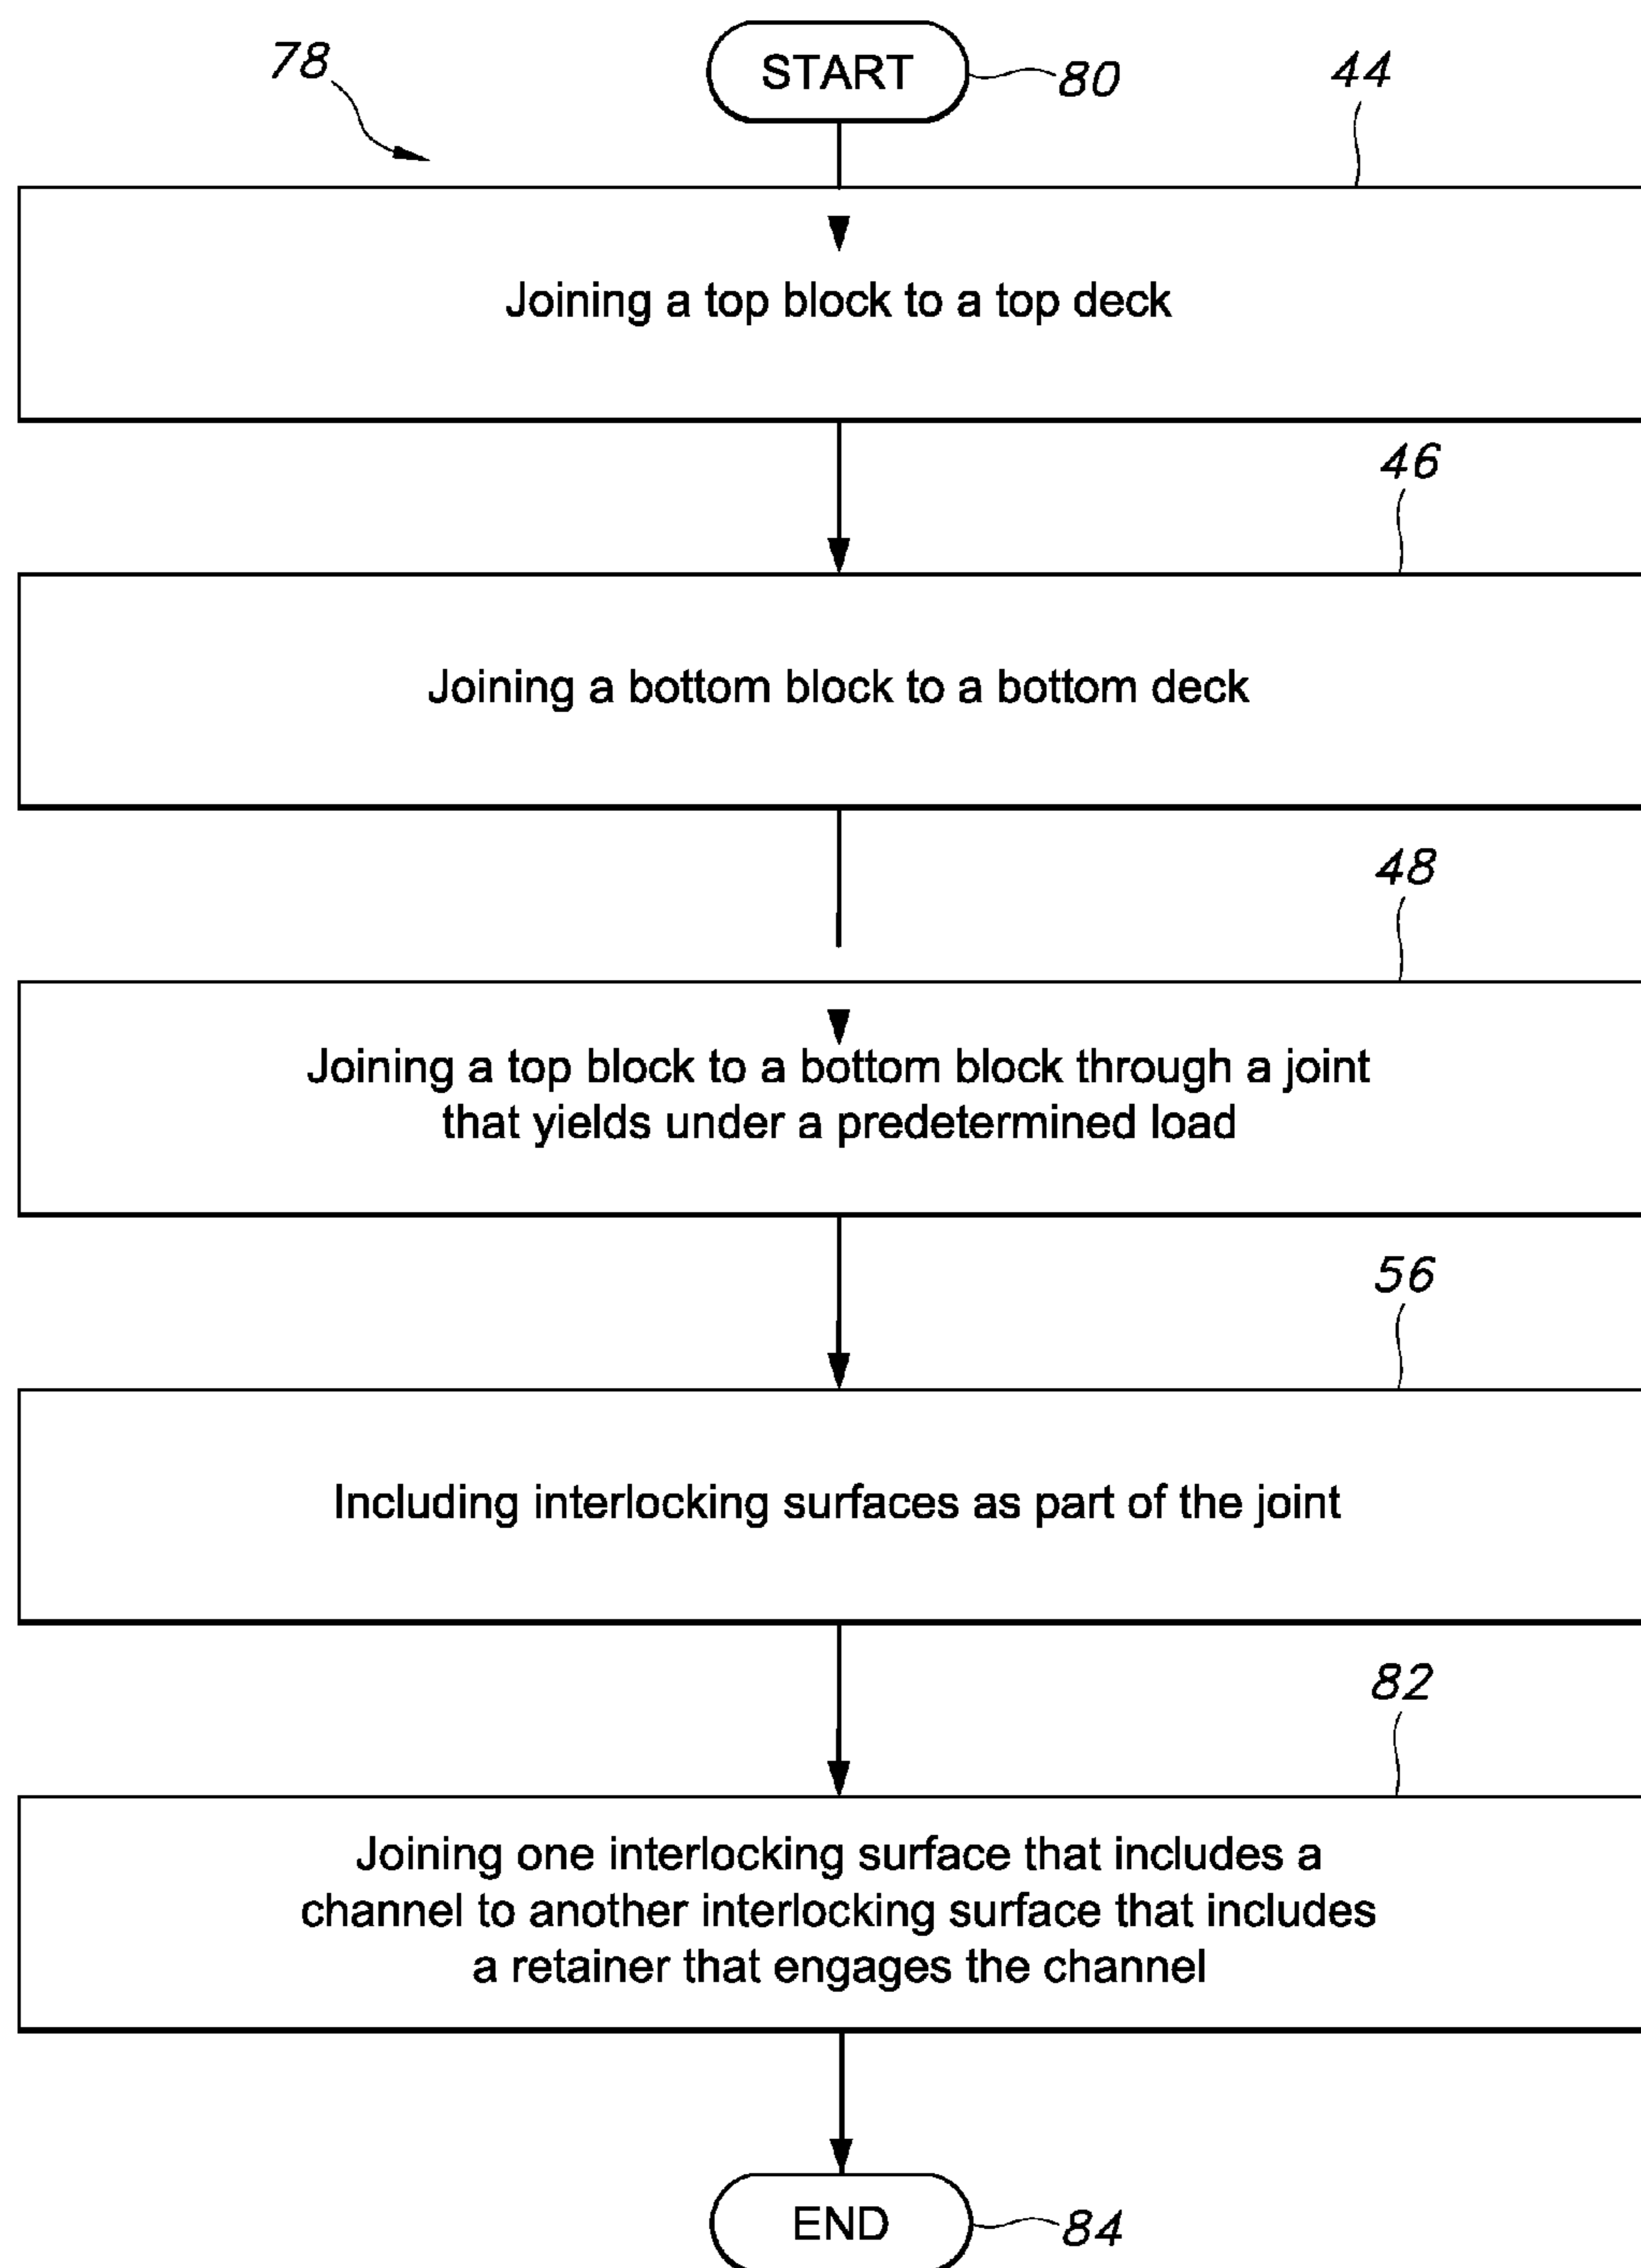 78
START
80
44
Joining a top block to a top deck
46
Joining a bottom block to a bottom deck
48
Joining a top block to a bottom block through a joint
that yields under a predetermined load
56
Including interlocking surfaces as part of the joint
82
Joining one interlocking surface that includes a
channel to another interlocking surface that includes
a retainer that engages the channel
END
84